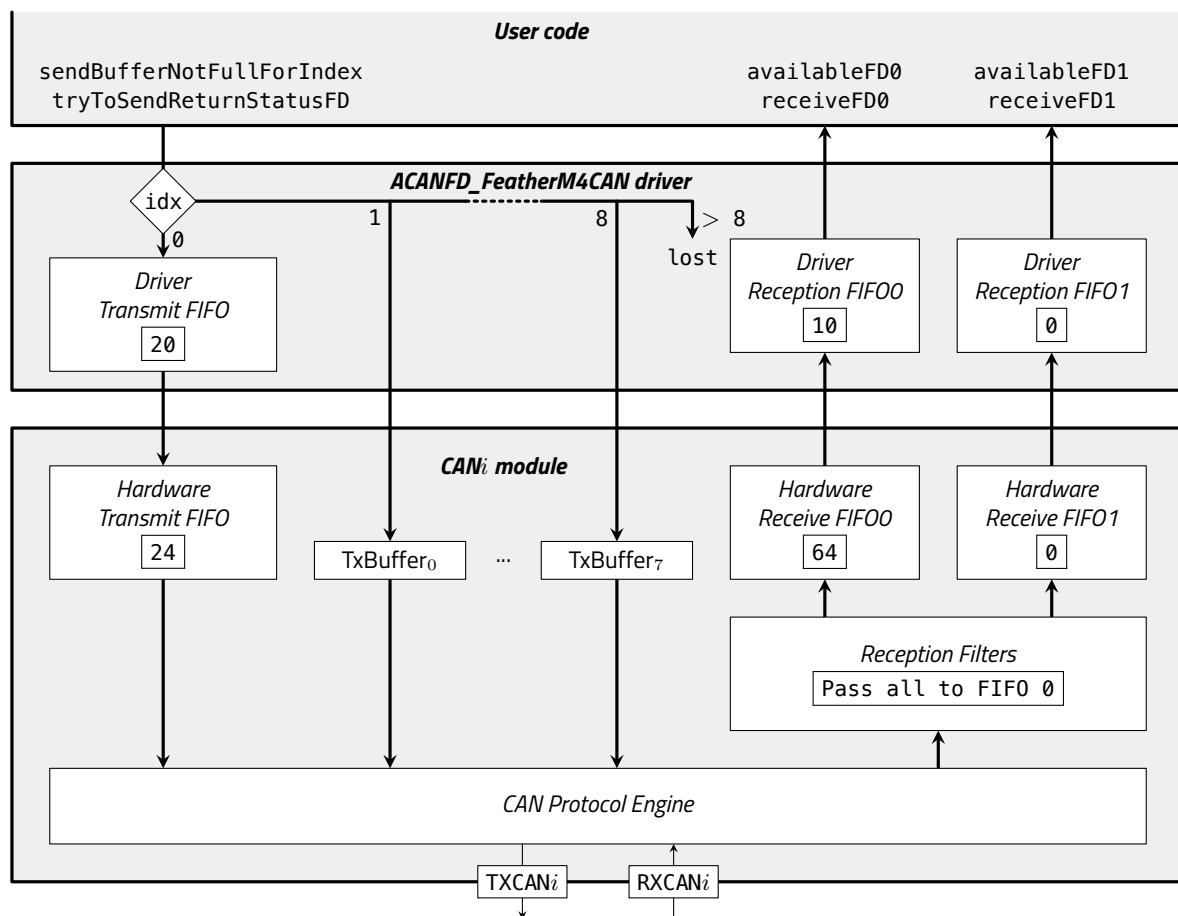 User code
sendBufferNotFullForIndex
tryToSendReturnStatusFD
availableFD0
receiveFD0
availableFD1
receiveFD1
ACANFD_FeatherM4CAN driver
idx
0
1
8
> 8
lost
Driver
Transmit FIFO
20
Driver
Reception FIFO0
10
Driver
Reception FIFO1
0
CANi module
Hardware
Transmit FIFO
24
TxBuffer₀
...
TxBuffer₇
Hardware
Receive FIFO0
64
Hardware
Receive FIFO1
0
Reception Filters
Pass all to FIFO 0
CAN Protocol Engine
TXCANi
RXCANi